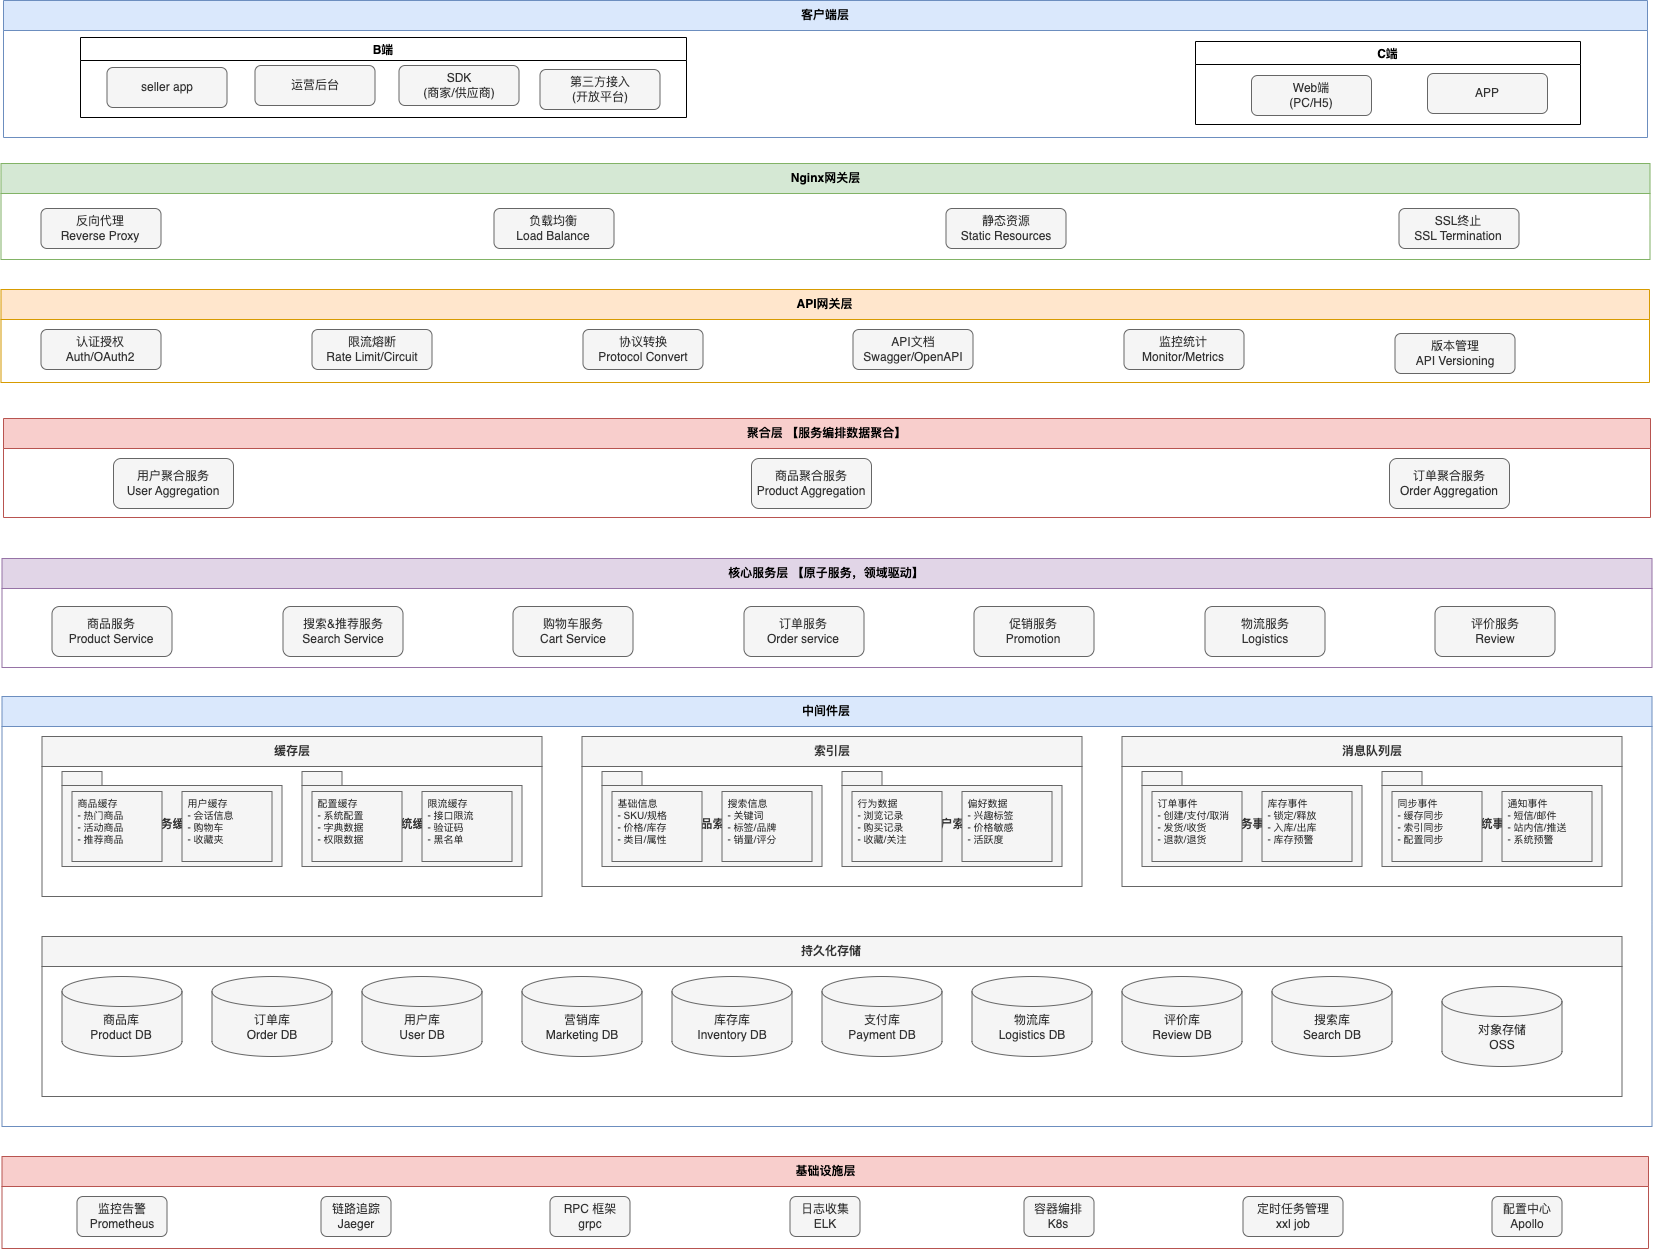 客户端层
B端
seller app
运营后台
SDK
(商家/供应商)
第三方接入
(开放平台)
C端
Web端
(PC/H5)
APP
Nginx网关层
反向代理
Reverse Proxy
负载均衡
Load Balance
静态资源
Static Resources
SSL终止
SSL Termination
API网关层
认证授权
Auth/OAuth2
限流熔断
Rate Limit/Circuit
协议转换
Protocol Convert
API文档
Swagger/OpenAPI
监控统计
Monitor/Metrics
版本管理
API Versioning
聚合层 【服务编排数据聚合】
用户聚合服务
User Aggregation
商品聚合服务
Product Aggregation
订单聚合服务
Order Aggregation
核心服务层 【原子服务，领域驱动】
商品服务
Product Service
搜索&推荐服务
Search Service
购物车服务
Cart Service
订单服务
Order service
促销服务
Promotion
物流服务
Logistics
评价服务
Review
中间件层
缓存层
商品缓存
- 热门商品
- 活动商品
- 推荐商品
务缓
用户缓存
- 会话信息
- 购物车
- 收藏夹
配置缓存
- 系统配置
- 字典数据
- 权限数据
统缓
限流缓存
- 接口限流
- 验证码
- 黑名单
索引层
基础信息
- SKU/规格
- 价格/库存
- 类目/属性
品索
搜索信息
- 关键词
- 标签/品牌
- 销量/评分
行为数据
- 浏览记录
- 购买记录
- 收藏/关注
户索
偏好数据
- 兴趣标签
- 价格敏感
- 活跃度
消息队列层
订单事件
- 创建/支付/取消
- 发货/收货
- 退款/退货
务事
库存事件
- 锁定/释放
- 入库/出库
- 库存预警
同步事件
- 缓存同步
- 索引同步
- 配置同步
统事
通知事件
- 短信/邮件
- 站内信/推送
- 系统预警
持久化存储
商品库
Product DB
订单库
Order DB
用户库
User DB
营销库
Marketing DB
库存库
Inventory DB
支付库
Payment DB
物流库
Logistics DB
评价库
Review DB
搜索库
Search DB
对象存储
OSS
基础设施层
监控告警
Prometheus
链路追踪
Jaeger
RPC 框架
grpc
日志收集
ELK
容器编排
K8s
定时任务管理
xxl job
配置中心
Apollo